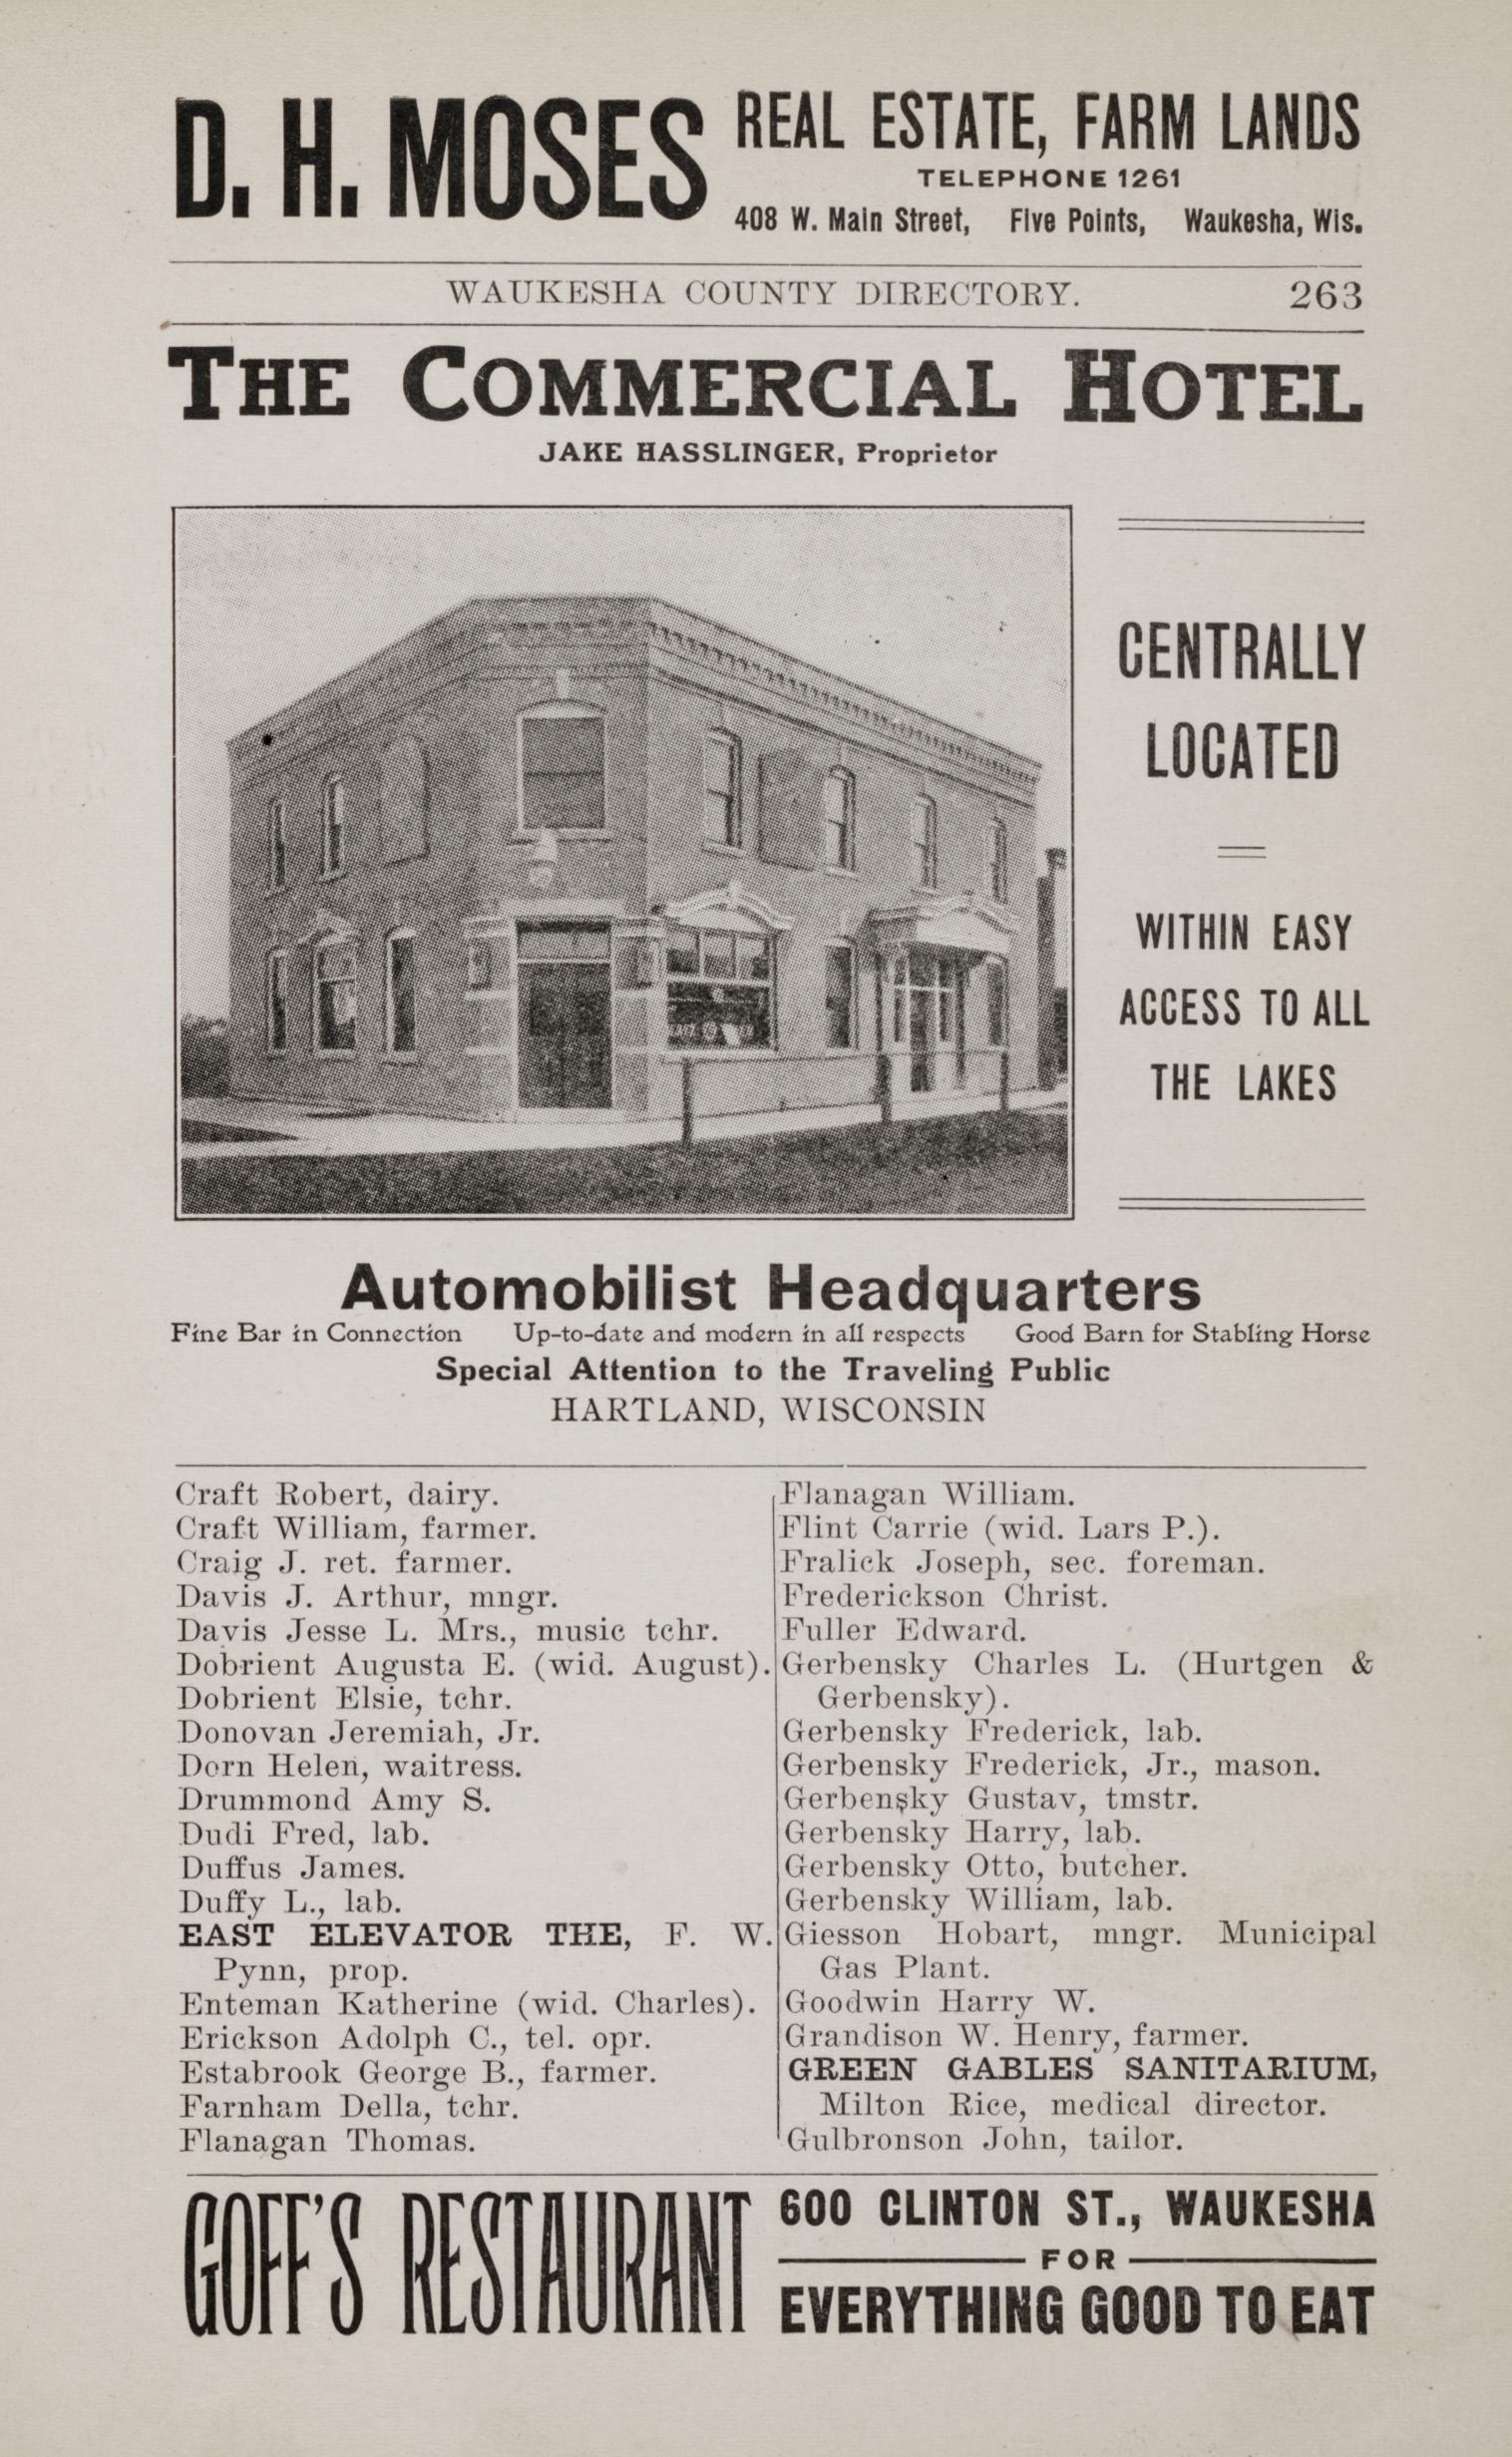 D. H. MOSES
REAL ESTATE, FARM LANDS
TELEPHONE 1261
408 W. Main Street, Five Points, Waukesha, Wis.
WAUKESHA COUNTY DIRECTORY. 263
THE COMMERCIAL HOTEL
JAKE HASSLINGER, Proprietor
CENTRALLY
LOCATED
WITHIN EASY
ACCESS TO ALL
THE LAKES
Automobilist Headquarters
Fine Bar in Connection Up-to-date and modern in all respects Good Barn for Stabling Horse
Special Attention to the Traveling Public
HARTLAND, WISCONSIN
Craft Robert, dairy.
Craft William, farmer.
Craig J. ret. farmer.
Davis J. Arthur, mngr.
Davis Jesse L. Mrs., music tchr.
Dobrient Augusta E. (wid. August).
Dobrient Elsie, tchr.
Donovan Jeremiah, Jr.
Dorn Helen, waitress.
Drummond Amy S.
Dudi Fred, lab.
Duffus James.
Duffy L., lab.
EAST ELEVATOR THE, F. W.
Pynn, prop.
Enteman Katherine (wid. Charles).
Erickson Adolph C., tel. opr.
Estabrook George B., farmer.
Farnham Della, tchr.
Flanagan Thomas.
Flanagan William.
Flint Carrie (wid. Lars P.).
Fralick Joseph, sec. foreman.
Frederickson Christ.
Fuller Edward.
Gerbensky Charles L. (Hurtgen &
Gerbensky).
Gerbensky Frederick, lab.
Gerbensky Frederick, Jr., mason.
Gerbensky Gustav, tmstr.
Gerbensky Harry, lab.
Gerbensky Otto, butcher.
Gerbensky William, lab.
Giesson Hobart, mngr. Municipal
Gas Plant.
Goodwin Harry W.
Grandison W. Henry, farmer.
GREEN GABLES SANITARIUM,
Milton Rice, medical director.
Gulbronson John, tailor.
GOFF'S RESTAURANT
600 CLINTON ST., WAUKESHA
FOR
EVERYTHING GOOD TO EAT